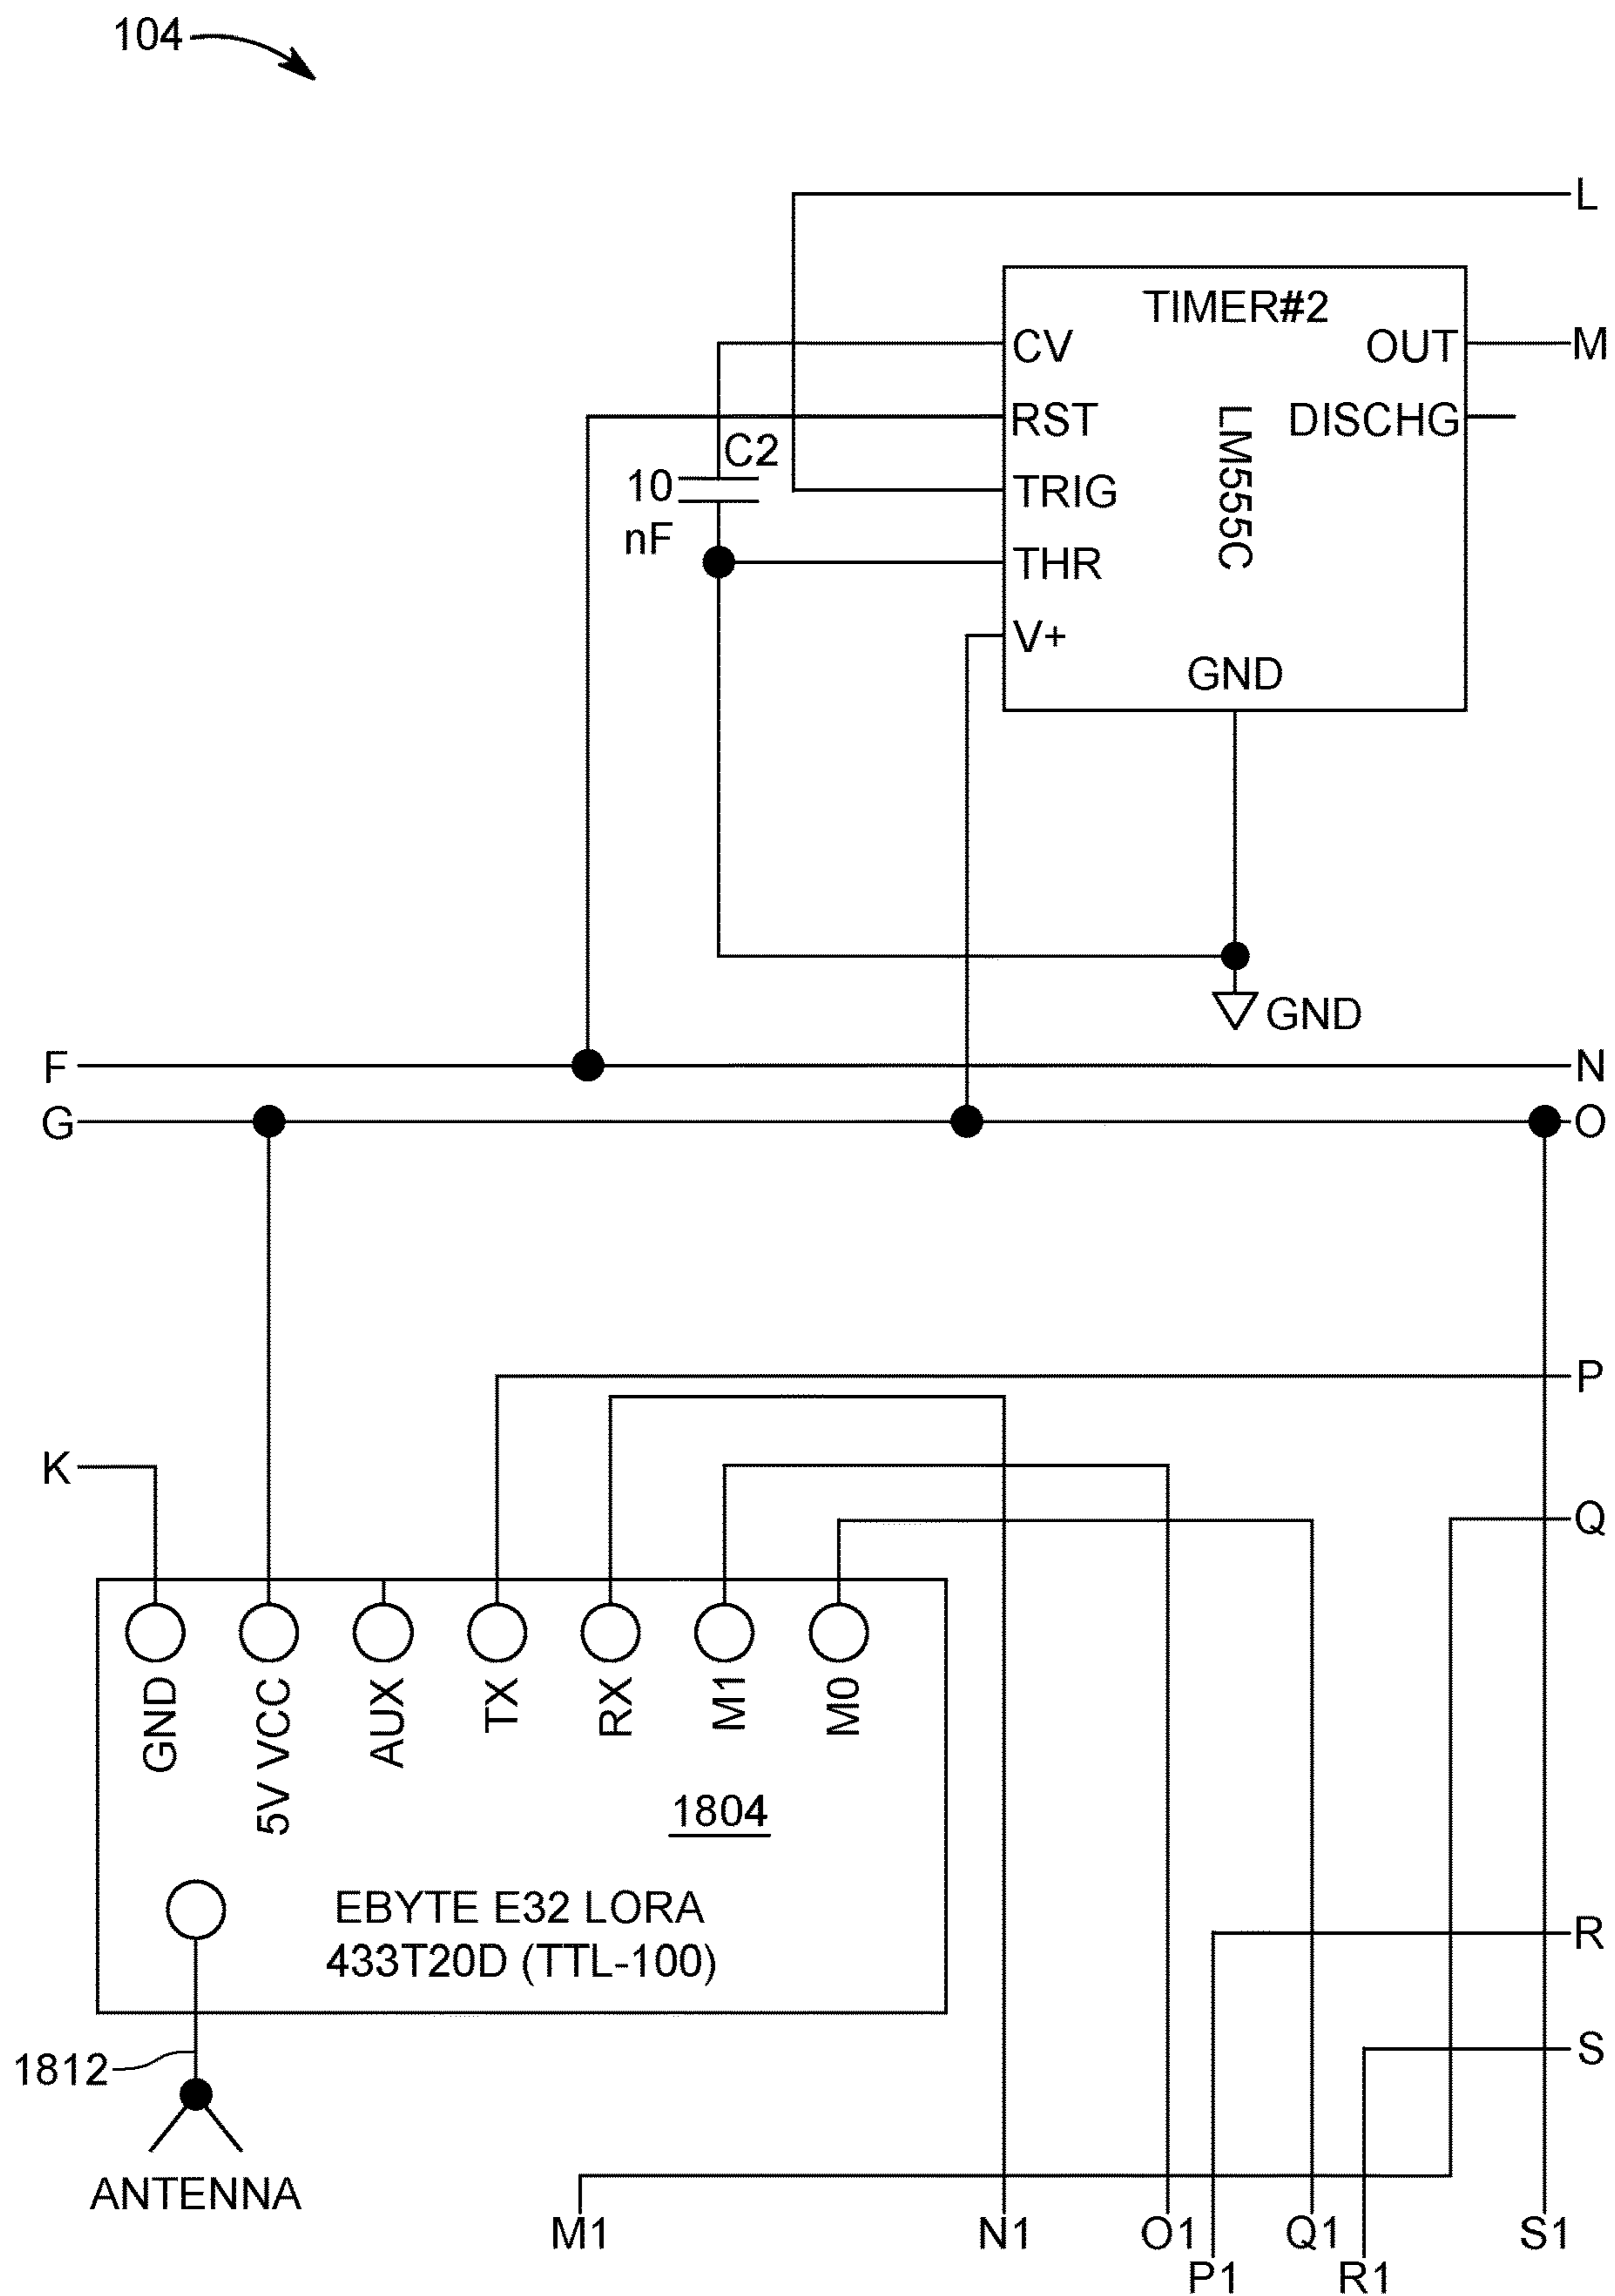 104
L
TIMER#2
CV
OUT
M
RST
DISCHG
LM555C
C2
10
nF
TRIG
THR
V+
GND
GND
F
N
G
O
P
K
Q
GND
5V VCC
AUX
TX
RX
M1
M0
1804
EBYTE E32 LORA
433T20D (TTL-100)
R
S
1812
ANTENNA
M1
N1
O1
Q1
S1
P1
R1